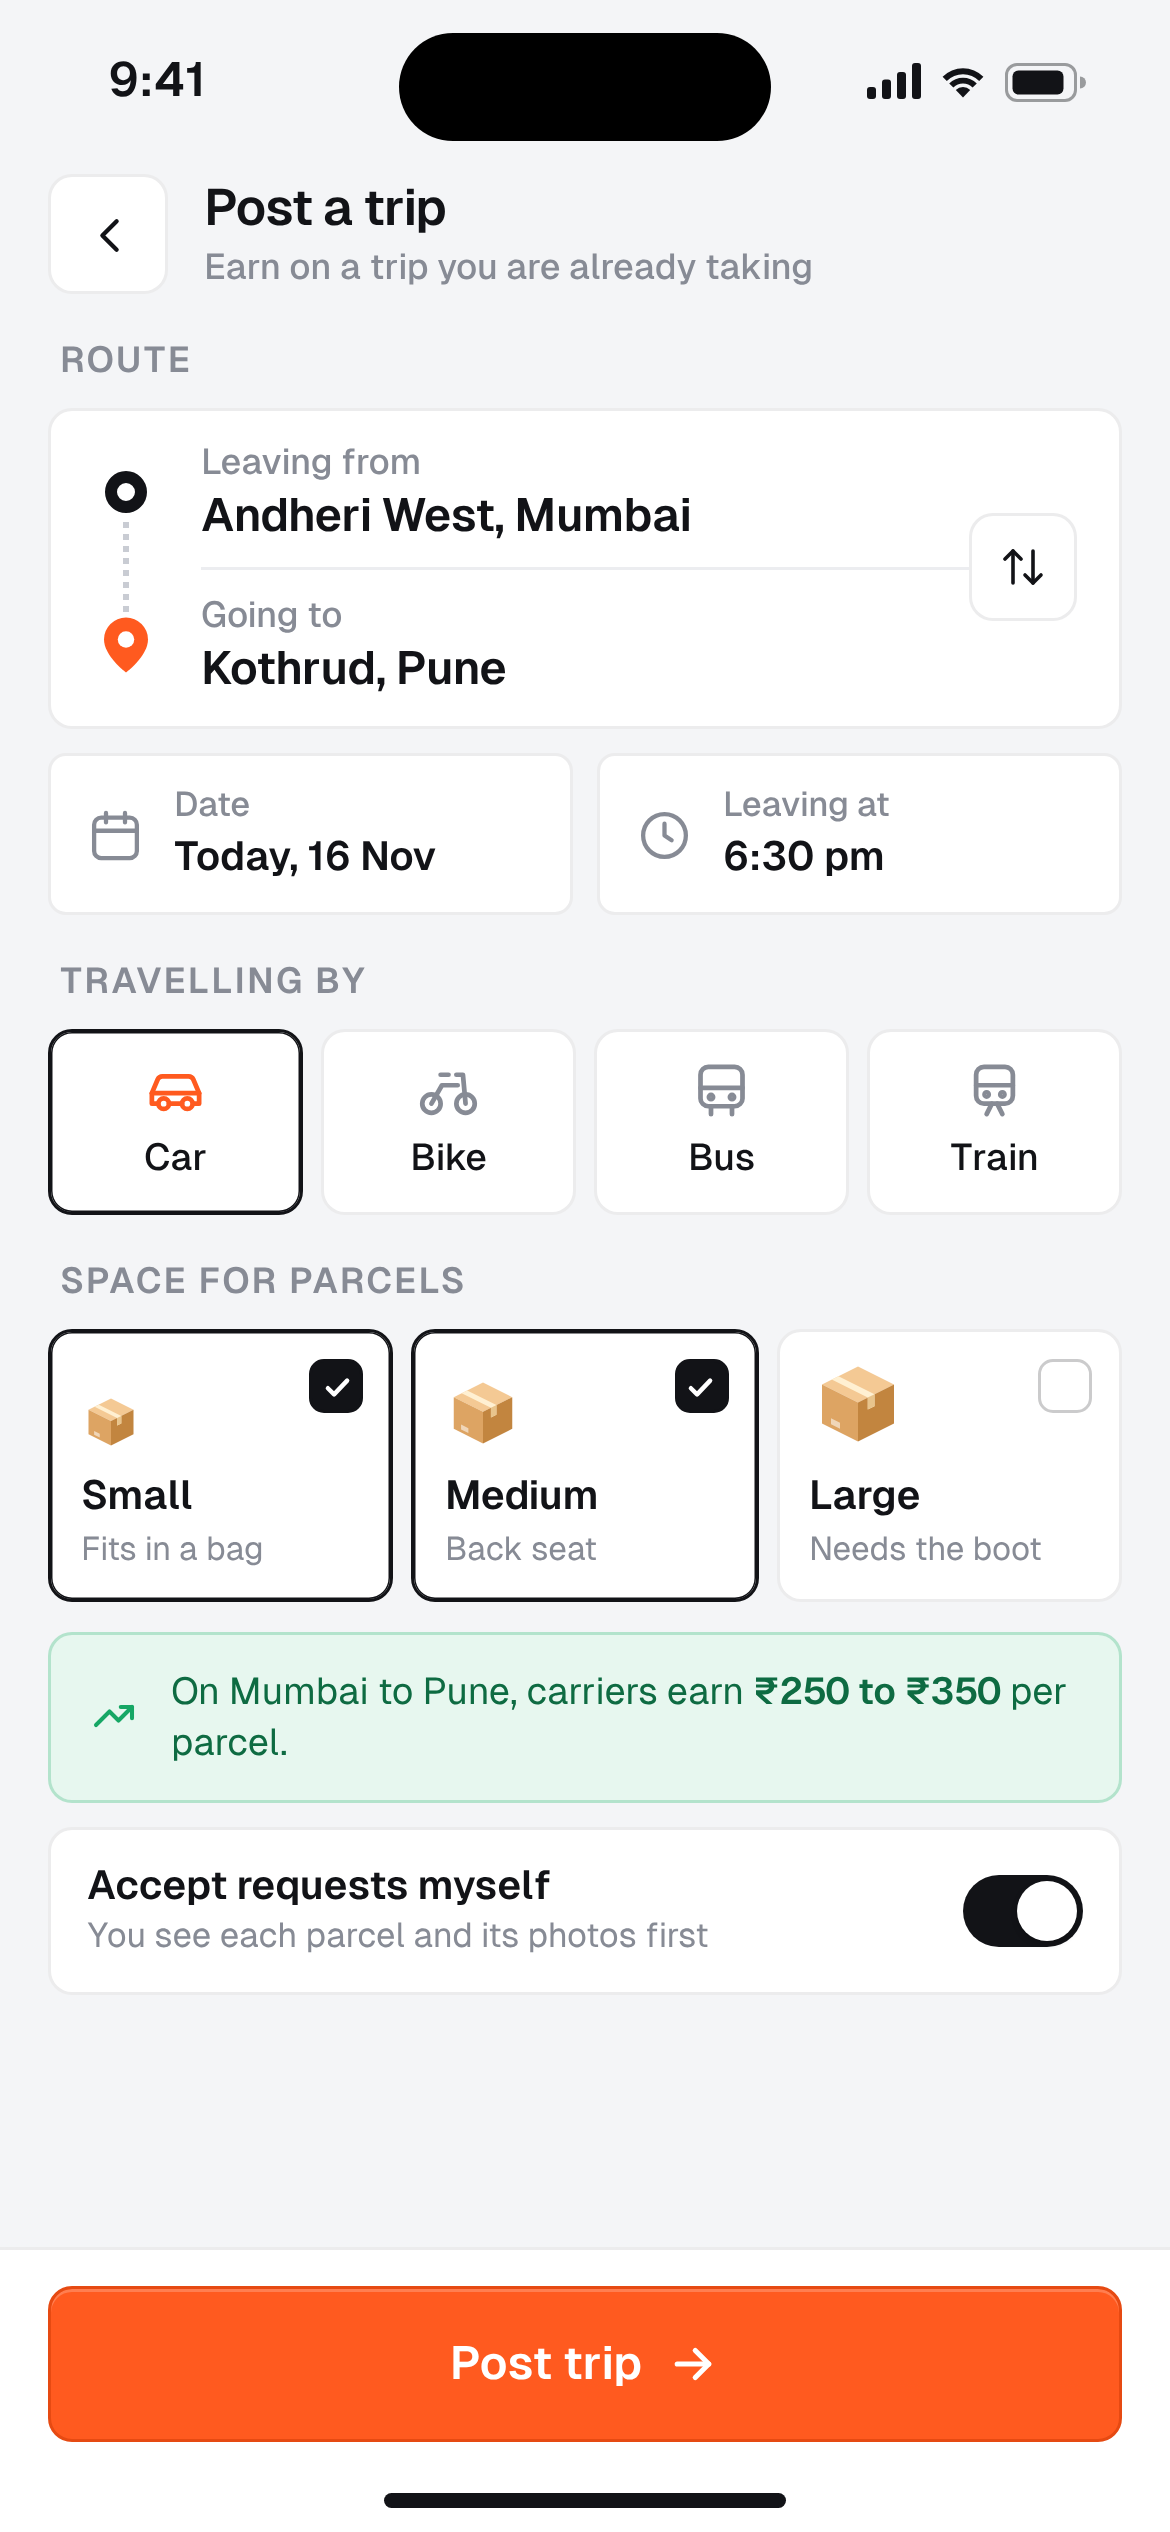 9:41
Post a trip
Earn on a trip you are already taking
ROUTE
Leaving from
Andheri West, Mumbai
Going to
Kothrud, Pune
Date
Today, 16 Nov
Leaving at
6:30 pm
TRAVELLING BY
Car
Bike
Bus
Train
SPACE FOR PARCELS
Small
Fits in a bag
Medium
Back seat
Large
Needs the boot
On Mumbai to Pune, carriers earn ₹250 to ₹350 per
parcel.
Accept requests myself
You see each parcel and its photos first
Post trip